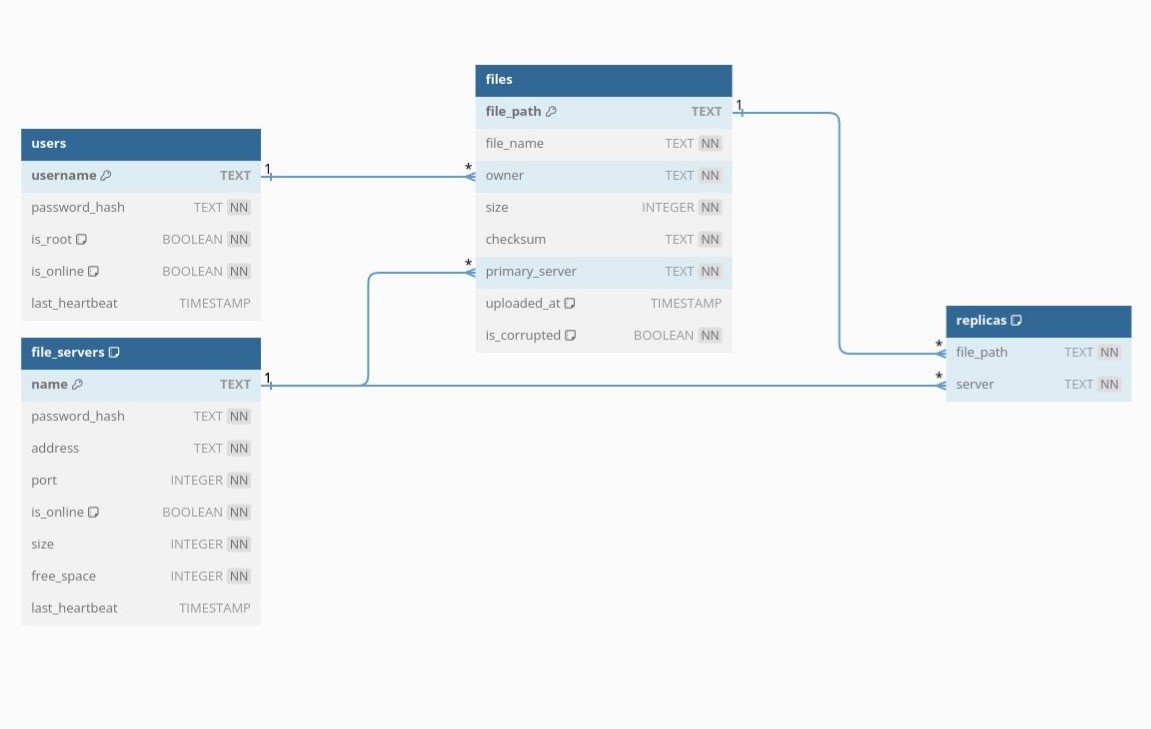 users
username TEXT
password_hash TEXT NN
is_root BOOLEAN NN
is_online BOOLEAN NN
last_heartbeat TIMESTAMP
file_servers
name TEXT
password_hash TEXT NN
address TEXT NN
port INTEGER NN
is_online BOOLEAN NN
size INTEGER NN
free_space INTEGER NN
last_heartbeat TIMESTAMP
1
1
files
file_path TEXT
file_name TEXT NN
owner TEXT NN
size INTEGER NN
checksum TEXT NN
primary_server TEXT NN
uploaded_at TIMESTAMP
is_corrupted BOOLEAN NN
*
*
1
replicas
file_path TEXT NN
server TEXT NN
*
*